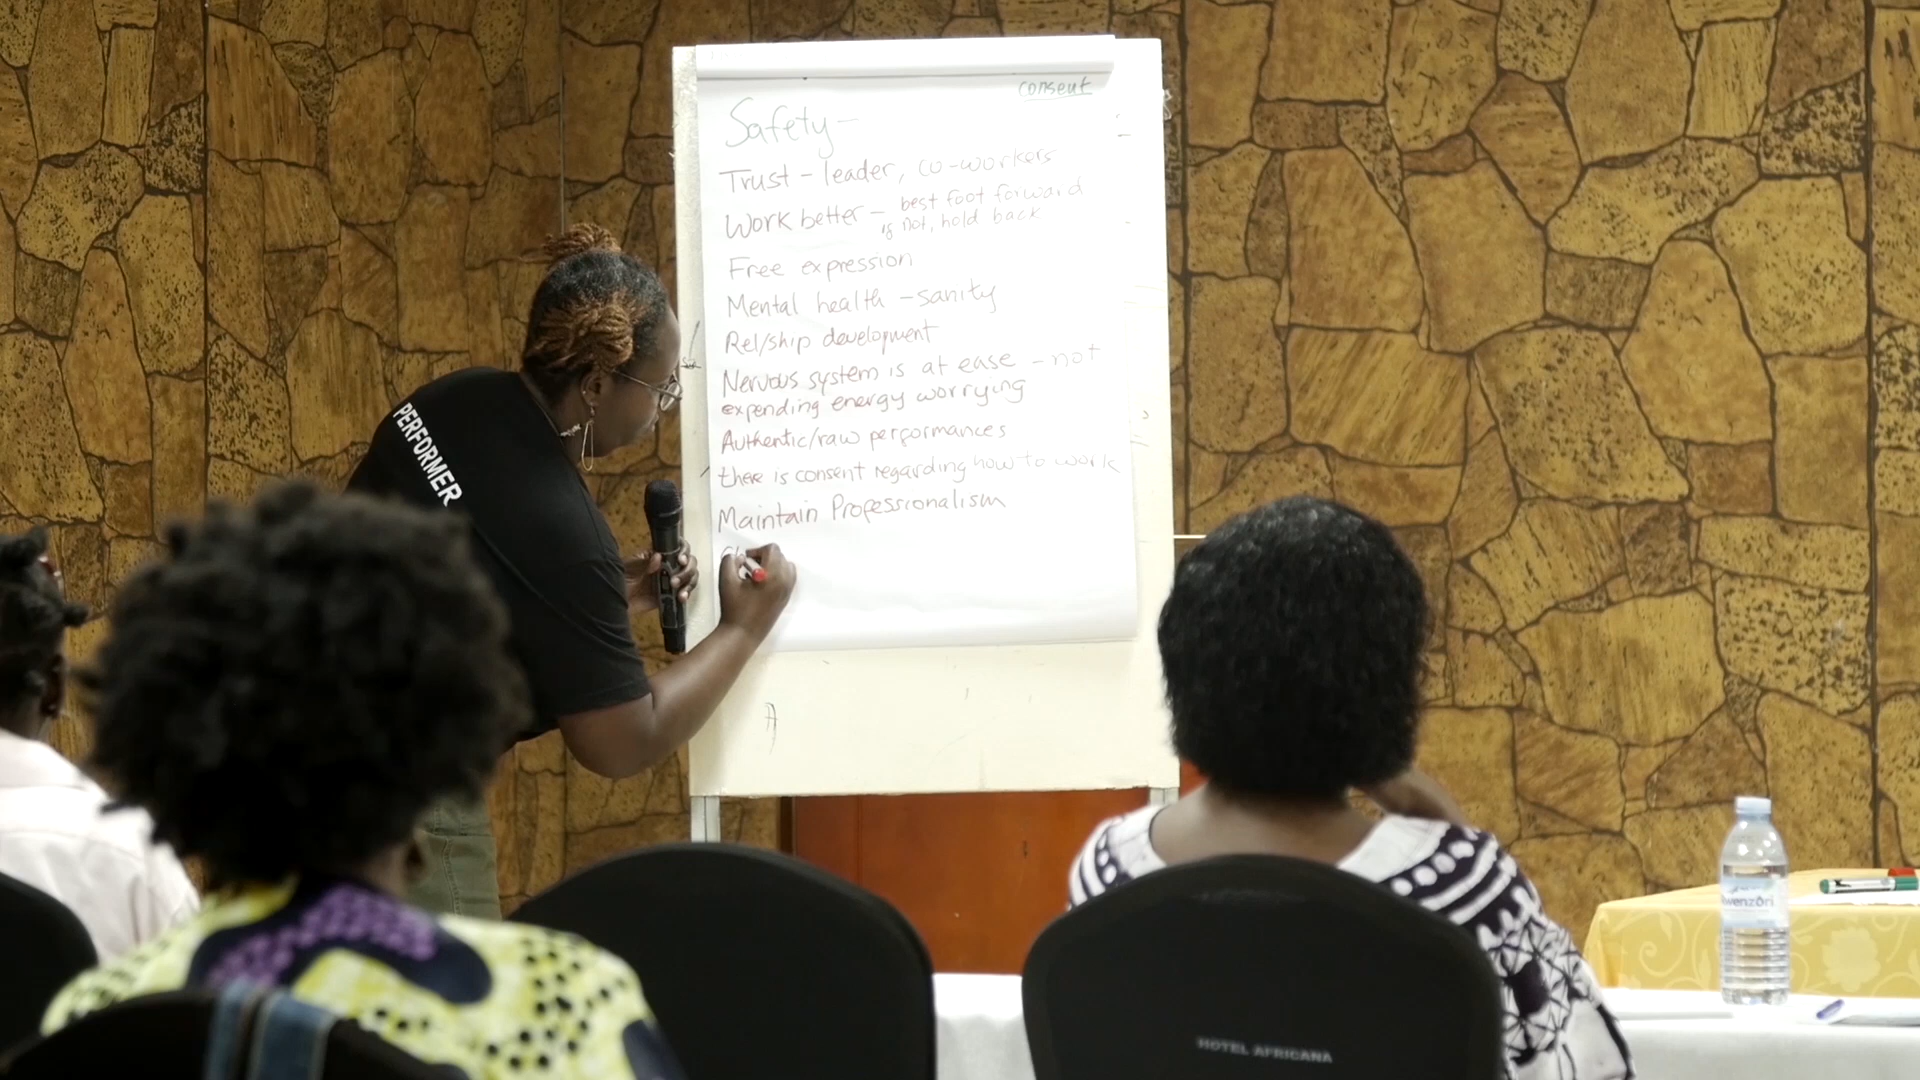 consent
Safety -
Trust - leader, co-workers
Work better - best foot forward
if not, hold back
Free expression
Mental health - sanity
Rel/ship development
Nervous system is at ease - not
expending energy worrying
Authentic/raw performances
there is consent regarding how to work
Maintain Professionalism
PERFORMER
wenzori
HOTEL AFRICANA